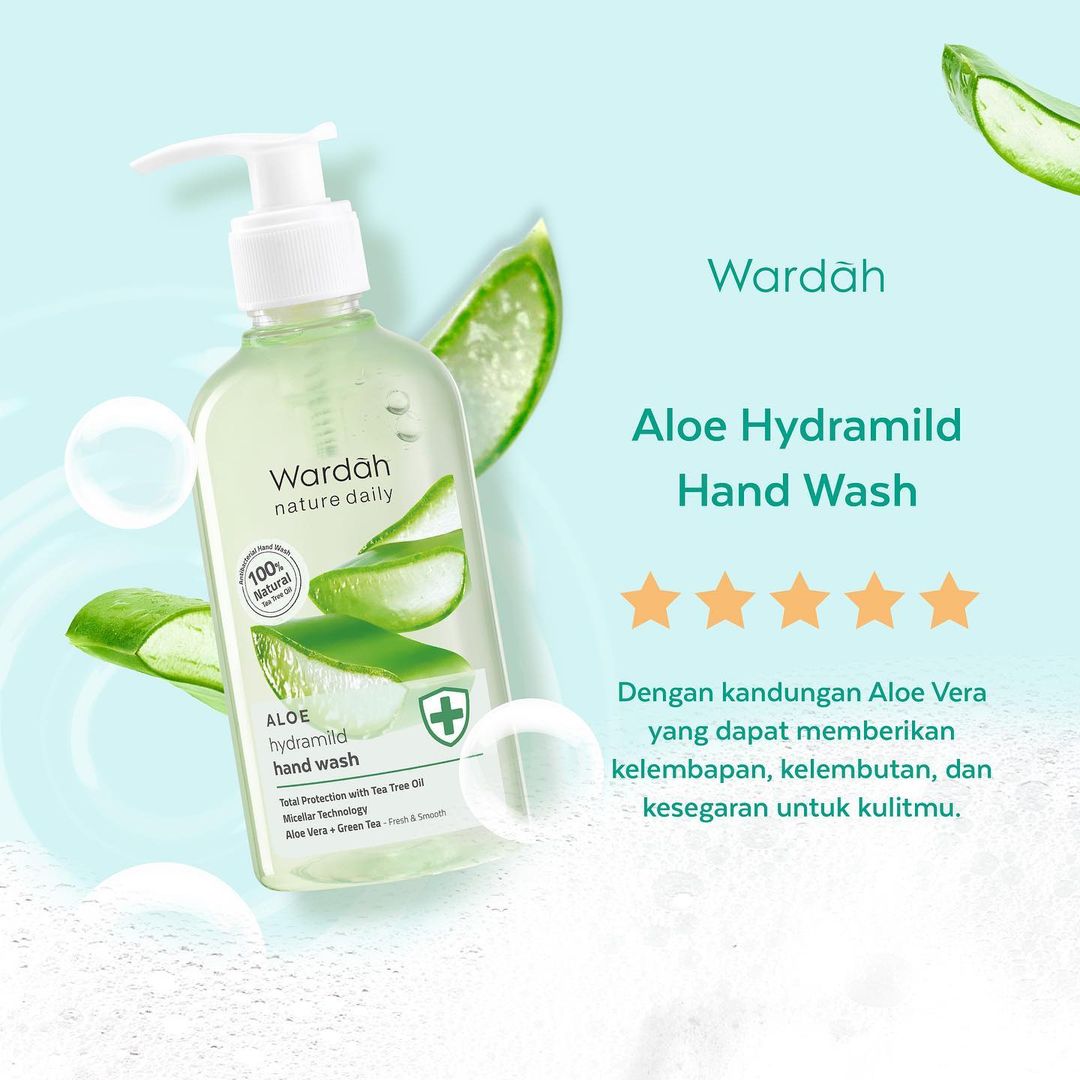 Wardāh
nature daily
Antibacterial Hand Wash
100%
Natural
Tea Tree Oil
ALOE
hydramild
hand wash
Total Protection with Tea Tree Oil
Micellar Technology
Aloe Vera + Green Tea - Fresh & Smooth
Wardāh
Aloe Hydramild
Hand Wash
Dengan kandungan Aloe Vera
yang dapat memberikan
kelembapan, kelembutan, dan
kesegaran untuk kulitmu.